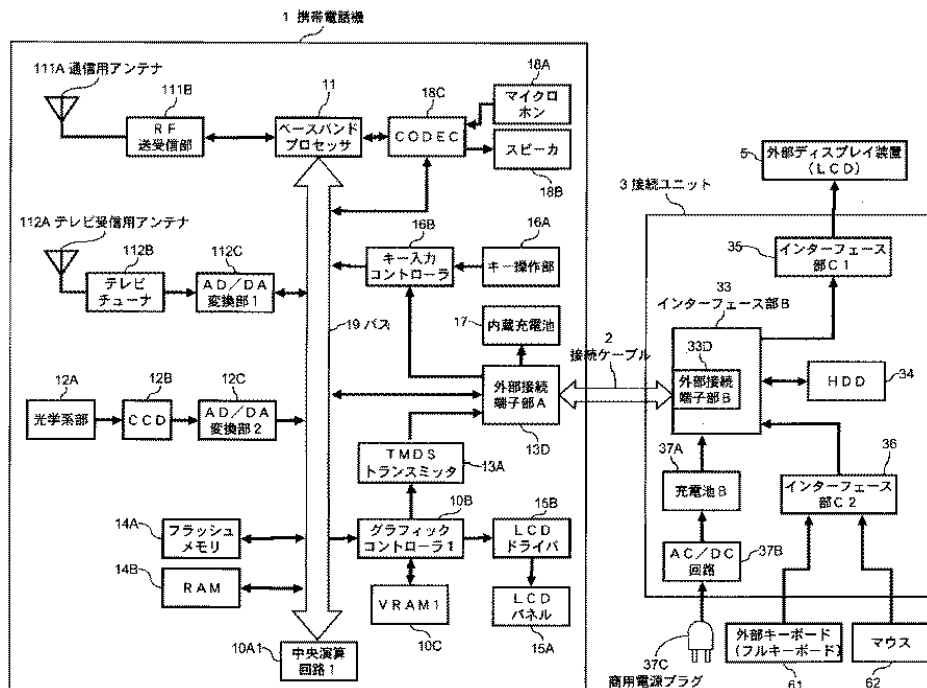 1 携帯電話機
111A 通信用アンテナ
111B
RF
送受信部
11
ベースバンド
プロセッサ
18C
CODEC
18A
マイクロ
ホン
スピーカ
18B
112A テレビ受信用アンテナ
112B
テレビ
チューナ
112C
AD/DA
変換部1
16B
キー入力
コントローラ
16A
キー操作部
19 バス
17
内蔵充電池
2
接続ケーブル
12A
光学系部
12B
CCD
12C
AD/DA
変換部2
外部接続
端子部A
13D
TMDS
トランスミッタ
13A
14A
フラッシュ
メモリ
10B
グラフィック
コントローラ1
15B
LCD
ドライバ
14B
RAM
VRAM1
10C
LCD
パネル
15A
10A1
中央演算
回路1
5
外部ディスプレイ装置
(LCD)
3 接続ユニット
35
インターフェース
部C1
33
インターフェース部B
33D
外部接続
端子部B
HDD
34
37A
充電池B
36
インターフェース
部C2
AC/DC
回路
37B
37C
商用電源プラグ
外部キーボード
(フルキーボード)
61
マウス
62